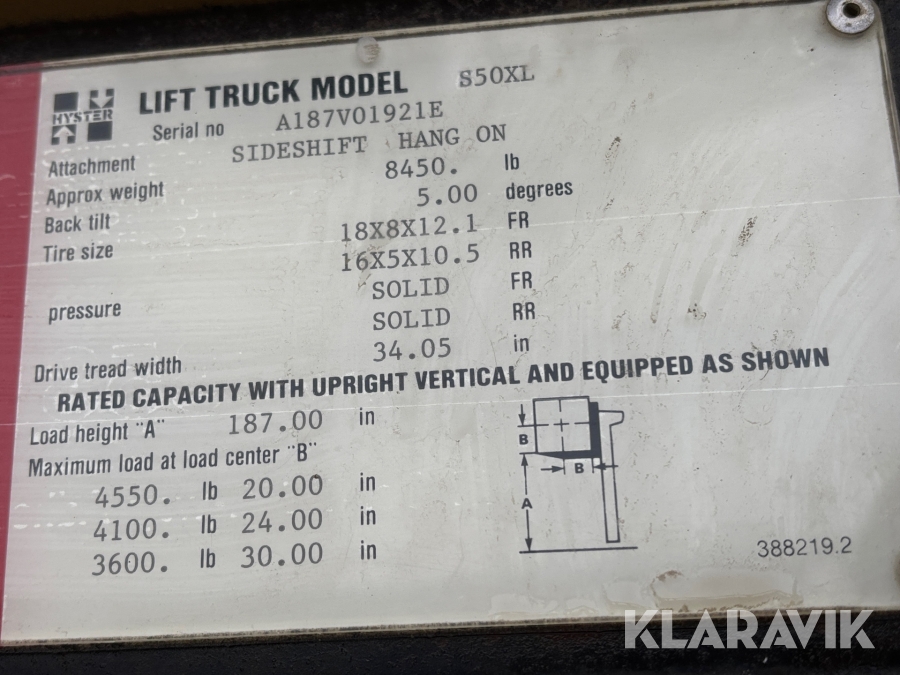 HYSTER
LIFT TRUCK MODEL S50XL
Serial no A187V01921E
Attachment SIDESHIFT HANG ON
Approx weight 8450. lb
Back tilt 5.00 degrees
Tire size 18X8X12.1 FR
16X5X10.5 RR
pressure SOLID FR
SOLID RR
Drive tread width 34.05 in
RATED CAPACITY WITH UPRIGHT VERTICAL AND EQUIPPED AS SHOWN
Load height "A" 187.00 in
Maximum load at load center "B"
4550. lb 20.00 in
4100. lb 24.00 in
3600. lb 30.00 in
B
B
A
388219.2
KLARAVIK